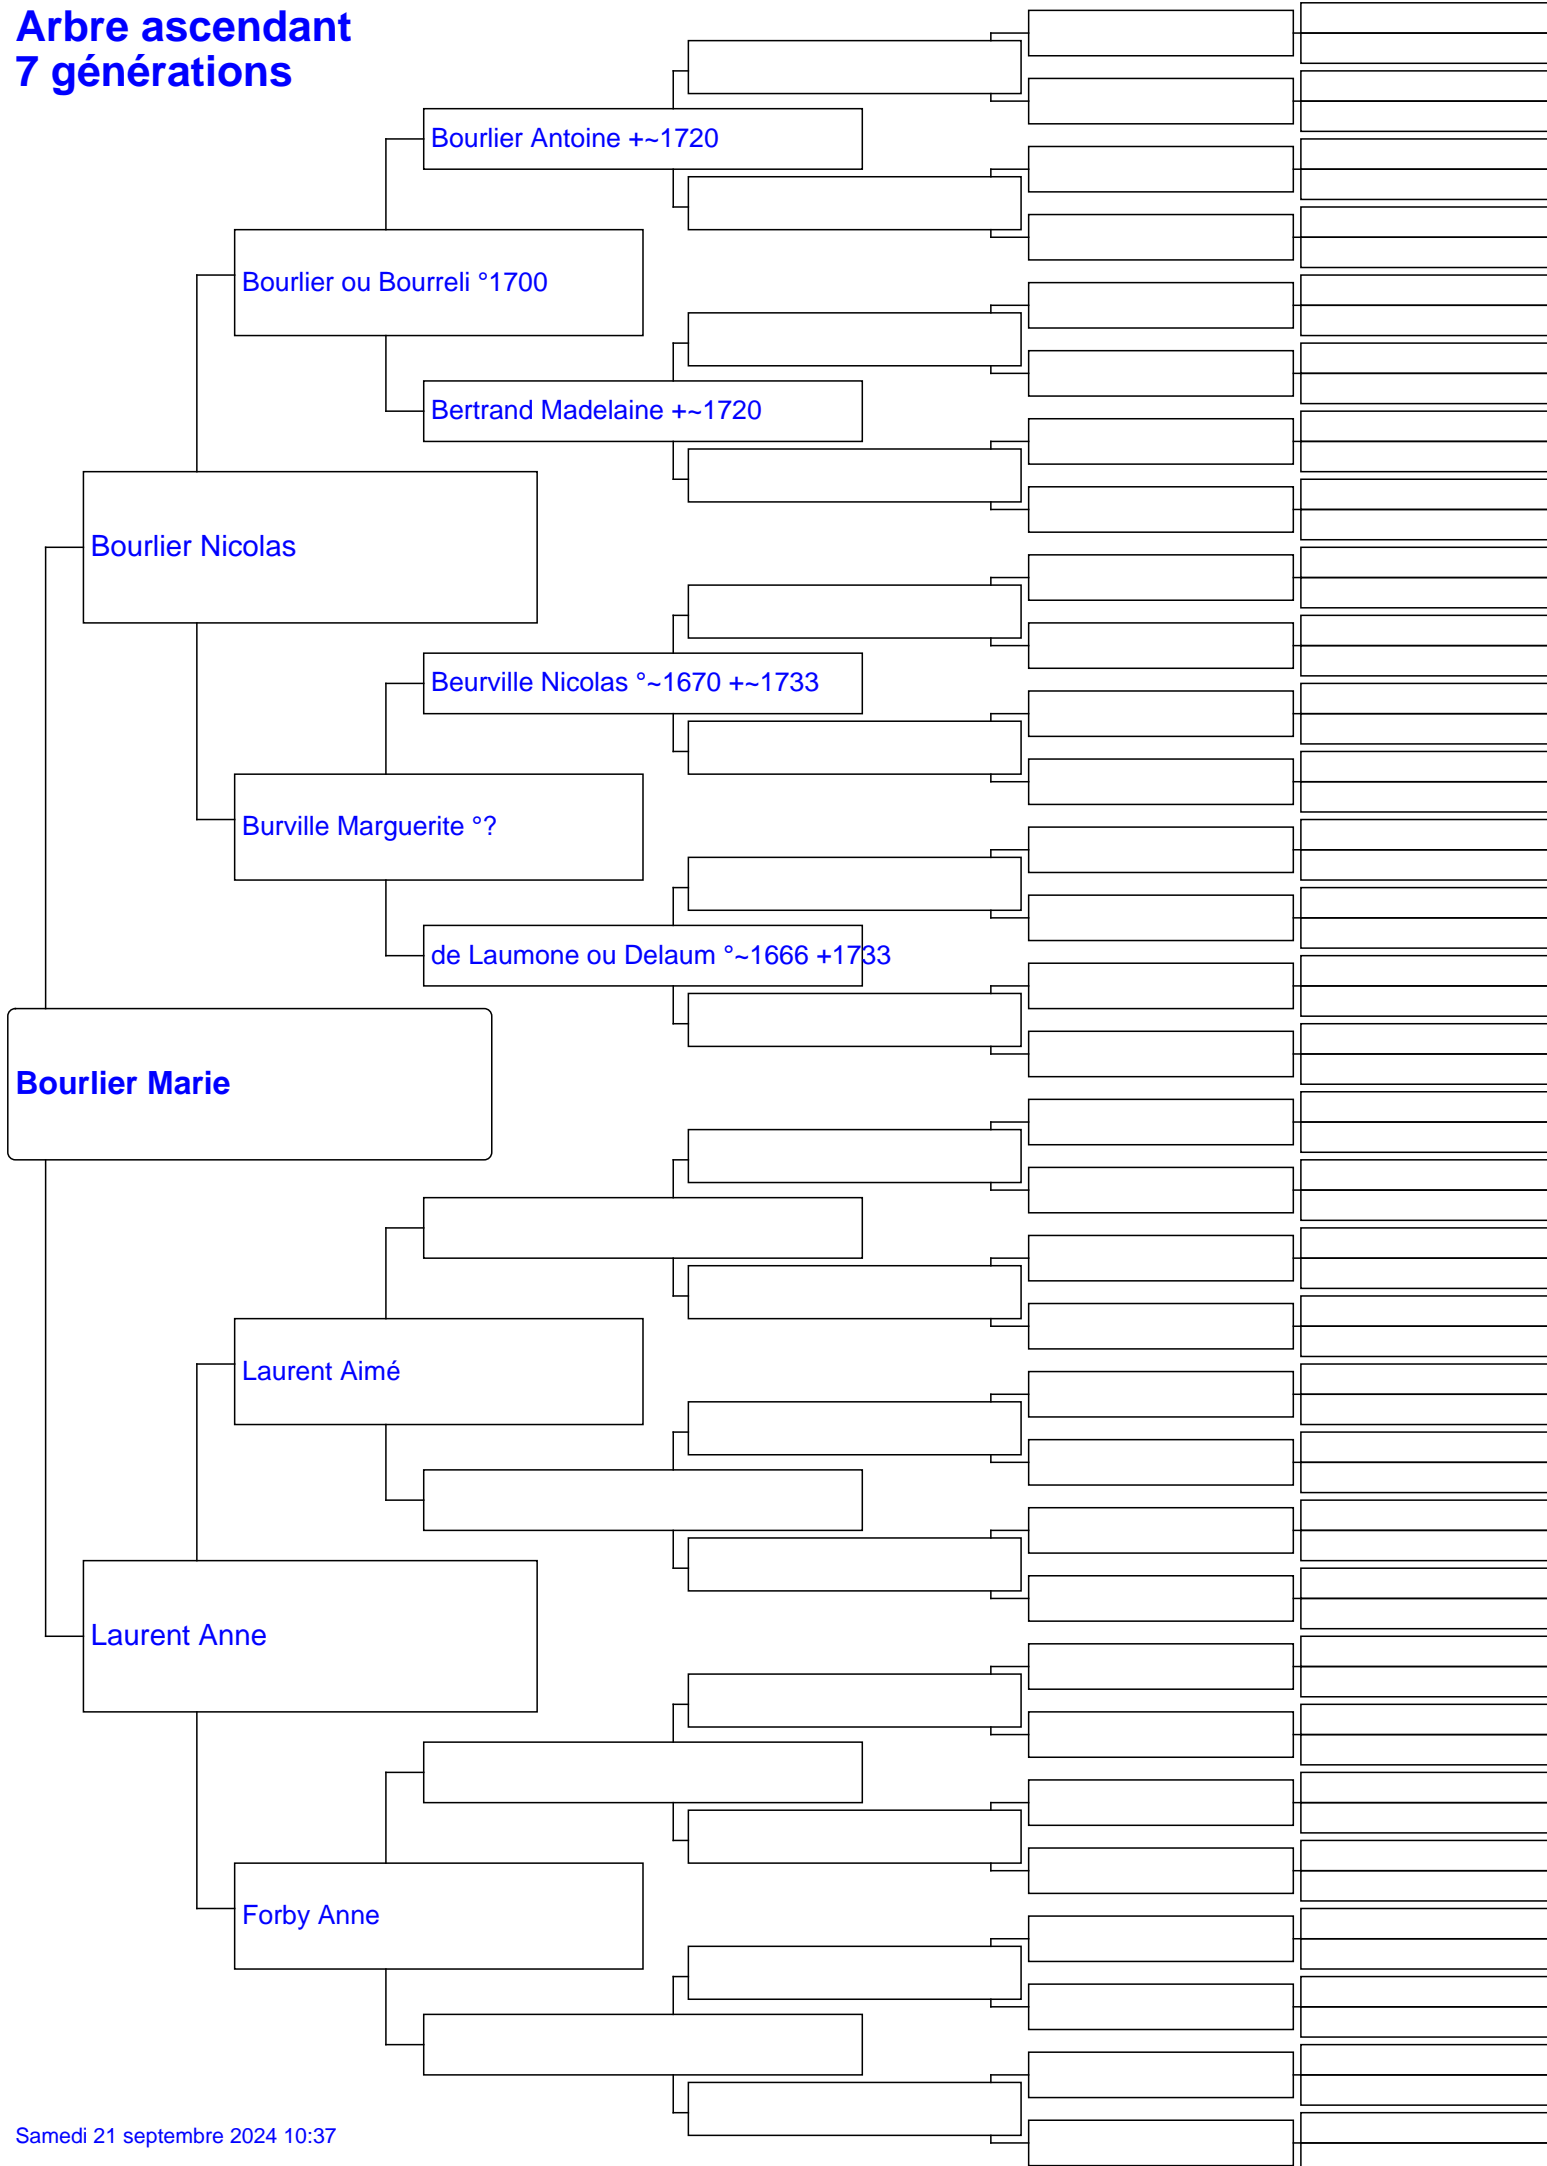 Arbre ascendant
7 générations
Bourlier Antoine +~1720
Bourlier ou Bourreli °1700
Bertrand Madelaine +~1720
Bourlier Nicolas
Beurville Nicolas °~1670 +~1733
Burville Marguerite °?
de Laumone ou Delaum °~1666 +1733
Bourlier Marie
Laurent Aimé
Laurent Anne
Forby Anne
Samedi 21 septembre 2024 10:37